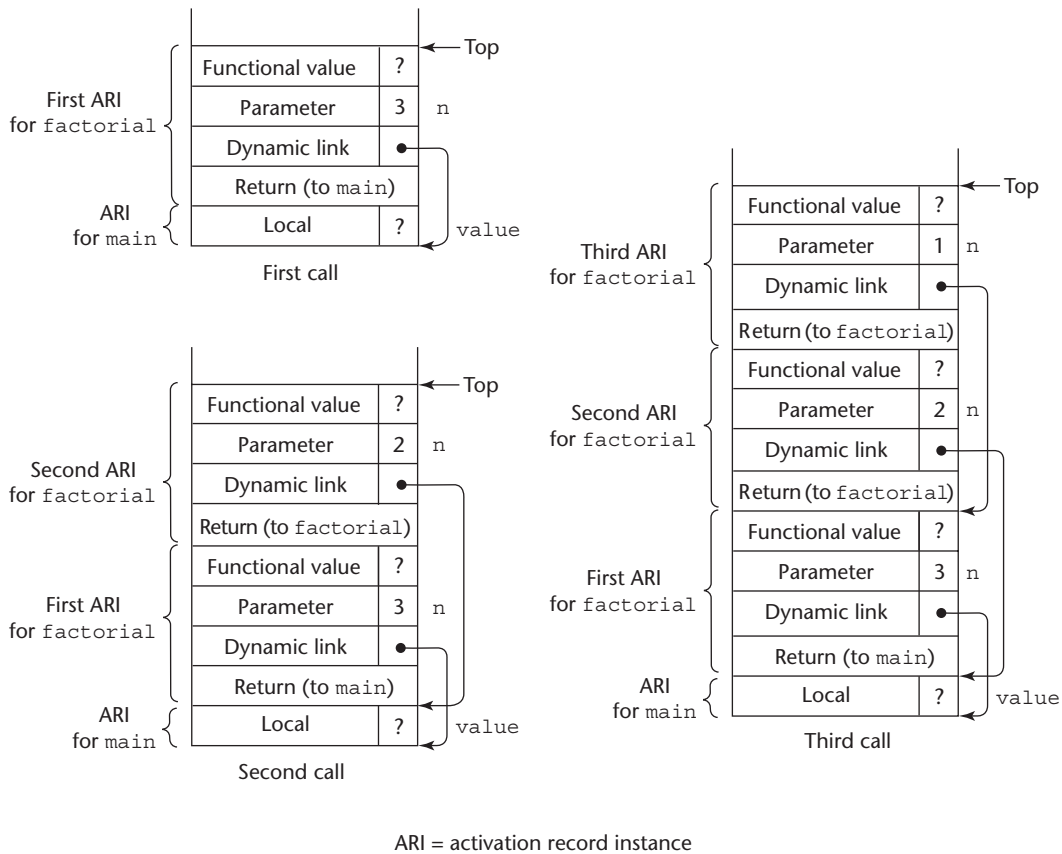 Top
Functional value ?
First ARI
for factorial
Parameter 3 n
Dynamic link
Return (to main)
ARI
for main
Local ? value
First call
Top
Functional value ?
Second ARI
for factorial
Parameter 2 n
Dynamic link
Return (to factorial)
Functional value ?
First ARI
for factorial
Parameter 3 n
Dynamic link
Return (to main)
ARI
for main
Local ? value
Second call
Top
Functional value ?
Third ARI
for factorial
Parameter 1 n
Dynamic link
Return (to factorial)
Functional value ?
Second ARI
for factorial
Parameter 2 n
Dynamic link
Return (to factorial)
Functional value ?
First ARI
for factorial
Parameter 3 n
Dynamic link
Return (to main)
ARI
for main
Local ? value
Third call
ARI = activation record instance